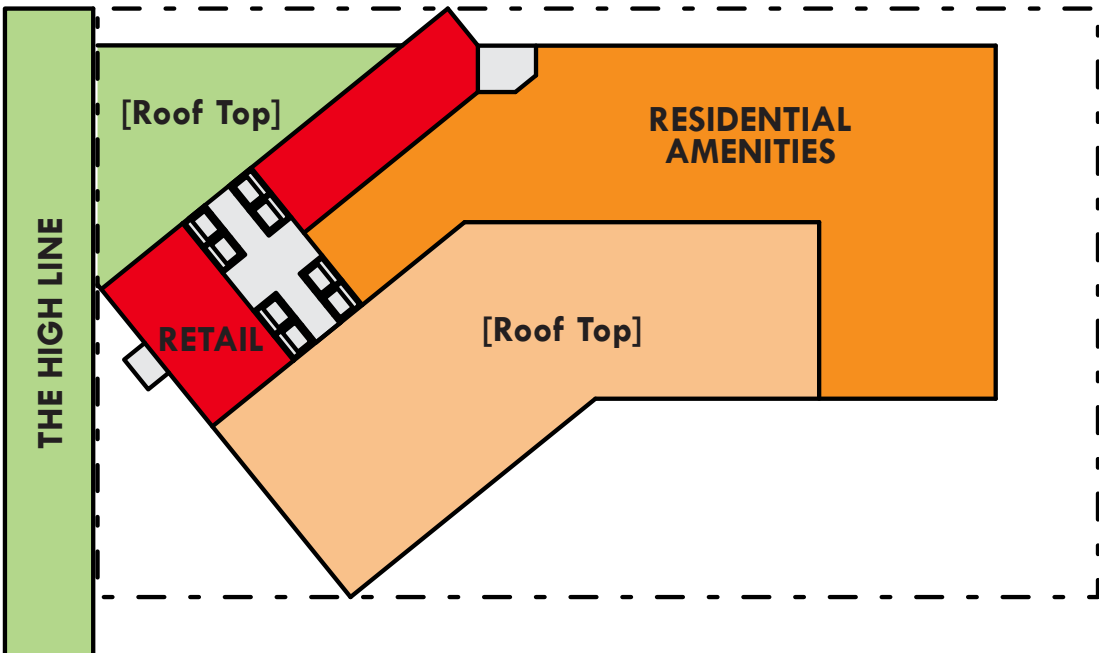 [Roof Top]
RESIDENTIAL
AMENITIES
THE HIGH LINE
RETAIL
[Roof Top]